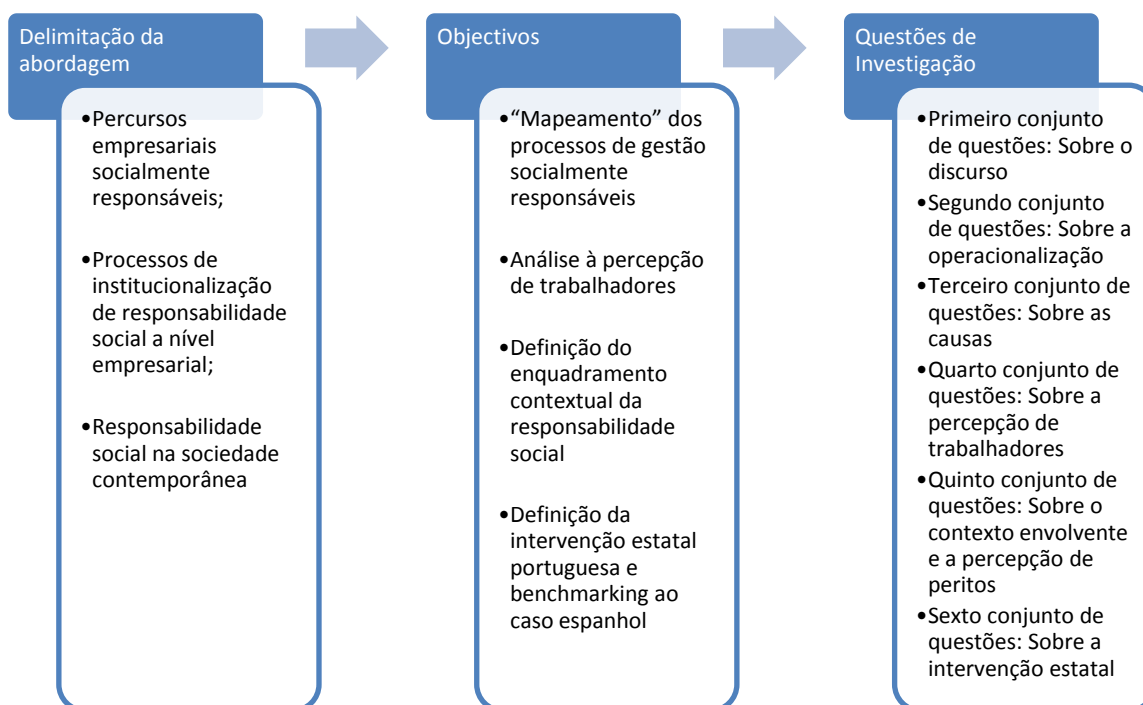 Delimitação da
abordagem
•Percursos
empresariais
socialmente
responsáveis;
•Processos de
institucionalização
de responsabilidade
social a nível
empresarial;
•Responsabilidade
social na sociedade
contemporânea
Objectivos
•“Mapeamento” dos
processos de gestão
socialmente
responsáveis
•Análise à percepção
de trabalhadores
•Definição do
enquadramento
contextual da
responsabilidade
social
•Definição da
intervenção estatal
portuguesa e
benchmarking ao
caso espanhol
Questões de
Investigação
•Primeiro conjunto
de questões: Sobre o
discurso
•Segundo conjunto
de questões: Sobre a
operacionalização
•Terceiro conjunto de
questões: Sobre as
causas
•Quarto conjunto de
questões: Sobre a
percepção de
trabalhadores
•Quinto conjunto de
questões: Sobre o
contexto envolvente
e a percepção de
peritos
•Sexto conjunto de
questões: Sobre a
intervenção estatal